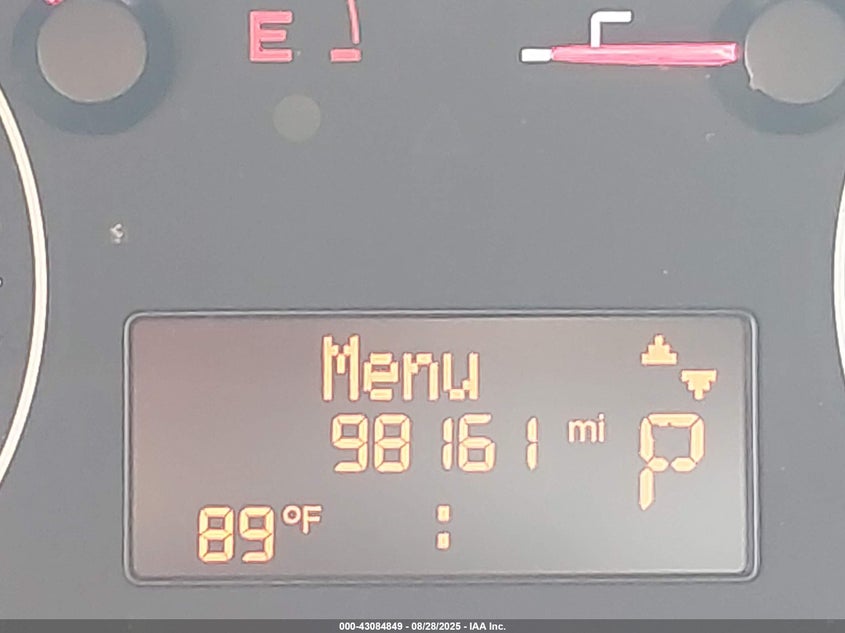 E
Menu
98161 mi P
89°F :
000-43084849 - 08/28/2025 - IAA Inc.